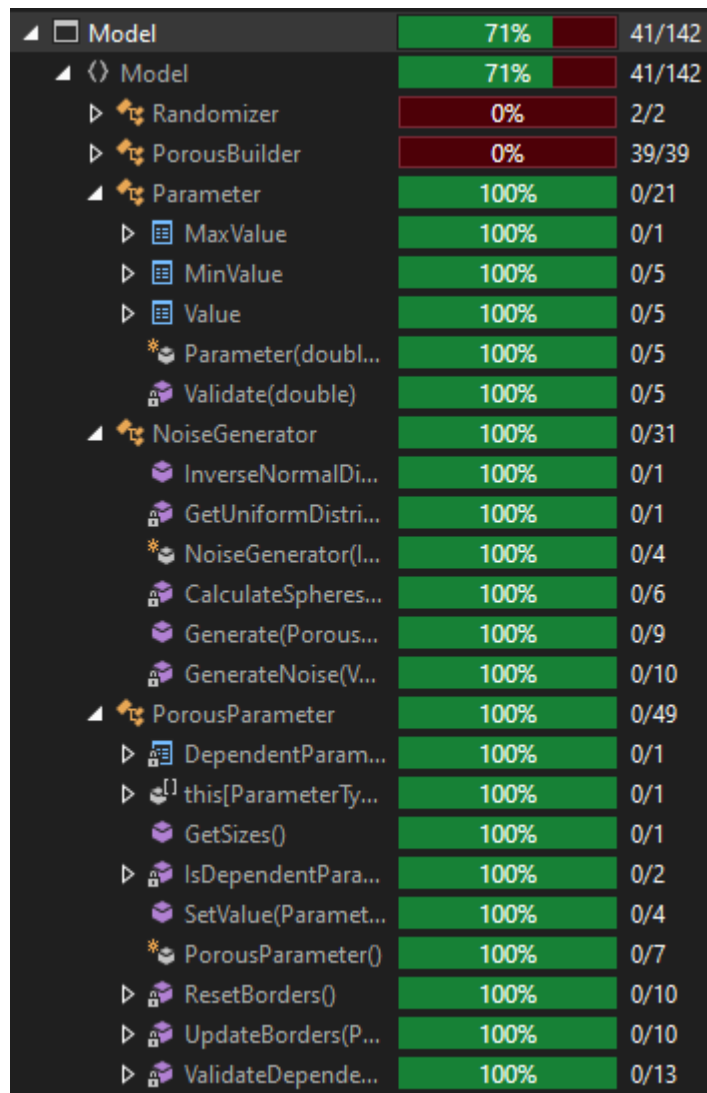 Model 71% 41/142
Model 71% 41/142
Randomizer 0% 2/2
PorousBuilder 0% 39/39
Parameter 100% 0/21
MaxValue 100% 0/1
MinValue 100% 0/5
Value 100% 0/5
Parameter(doubl... 100% 0/5
Validate(double) 100% 0/5
NoiseGenerator 100% 0/31
InverseNormalDi... 100% 0/1
GetUniformDistri... 100% 0/1
NoiseGenerator(I... 100% 0/4
CalculateSpheres... 100% 0/6
Generate(Porous... 100% 0/9
GenerateNoise(V... 100% 0/10
PorousParameter 100% 0/49
DependentParam... 100% 0/1
this[ParameterTy... 100% 0/1
GetSizes() 100% 0/1
IsDependentPara... 100% 0/2
SetValue(Paramet... 100% 0/4
PorousParameter() 100% 0/7
ResetBorders() 100% 0/10
UpdateBorders(P... 100% 0/10
ValidateDepende... 100% 0/13